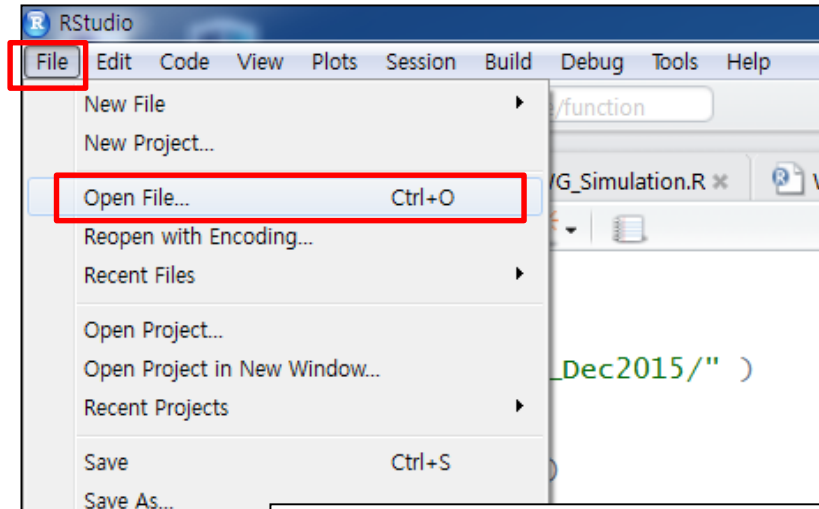 RStudio
File Edit Code View Plots Session Build Debug Tools Help
New File
/function
New Project...
/G_Simulation.R
Open File... Ctrl+O
Reopen with Encoding...
Recent Files
Open Project...
Open Project in New Window...
_Dec2015/" )
Recent Projects
Save Ctrl+S
)
Save As...